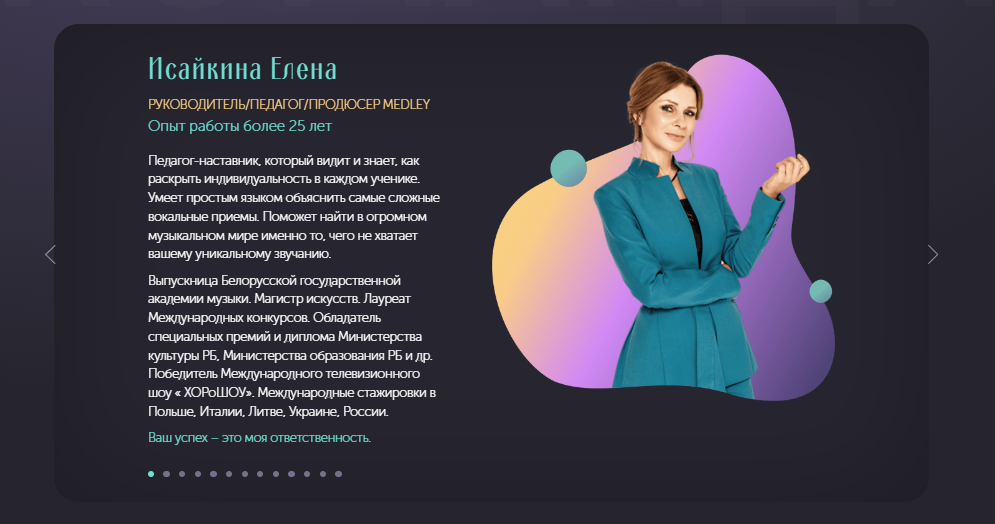 Исайкина Елена
РУКОВОДИТЕЛЬ/ПЕДАГОГ/ПРОДЮСЕР MEDLEY
Опыт работы более 25 лет
Педагог-наставник, который видит и знает, как
раскрыть индивидуальность в каждом ученике.
Умеет простым языком объяснить самые сложные
вокальные приемы. Поможет найти в огромном
музыкальном мире именно то, чего не хватает
вашему уникальному звучанию.
Выпускница Белорусской государственной
академии музыки. Магистр искусств. Лауреат
Международных конкурсов. Обладатель
специальных премий и диплома Министерства
культуры РБ, Министерства образования РБ и др.
Победитель Международного телевизионного
шоу « ХОРоШОУ». Международные стажировки в
Польше, Италии, Литве, Украине, России.
Ваш успех – это моя ответственность.